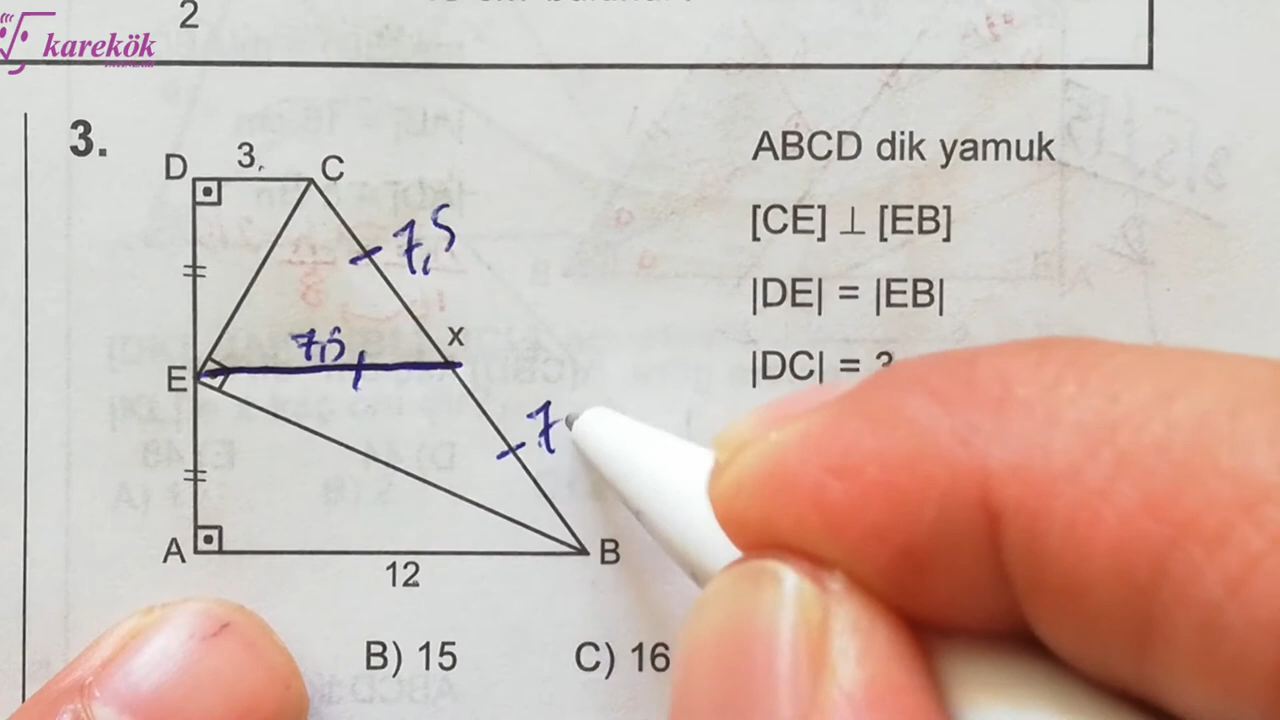 2
karekök
3.
D 3 C
ABCD dik yamuk
[CE] ⊥ [EB]
7,5
|DE| = |EB|
7,5 x
E
|DC| =
7
A B
12
B) 15 C) 16